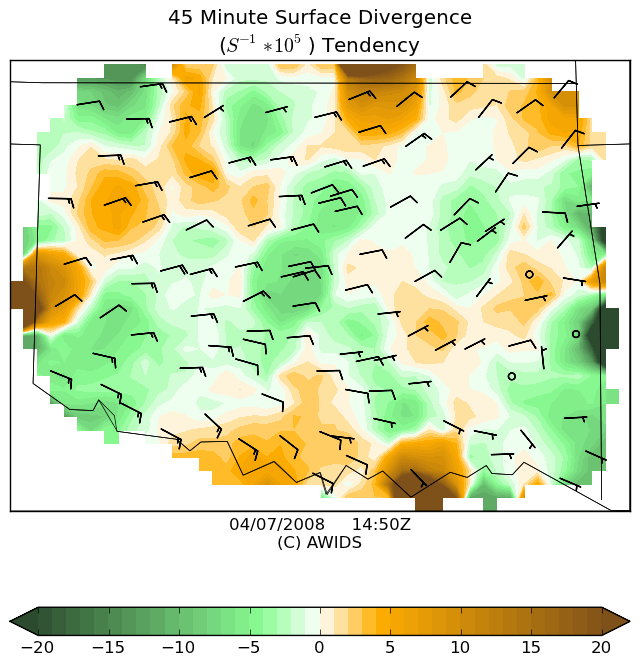 45 Minute Surface Divergence
(S⁻¹ *10⁵ ) Tendency
04/07/2008 14:50Z
(C) AWIDS
−20 −15 −10 −5 0 5 10 15 20